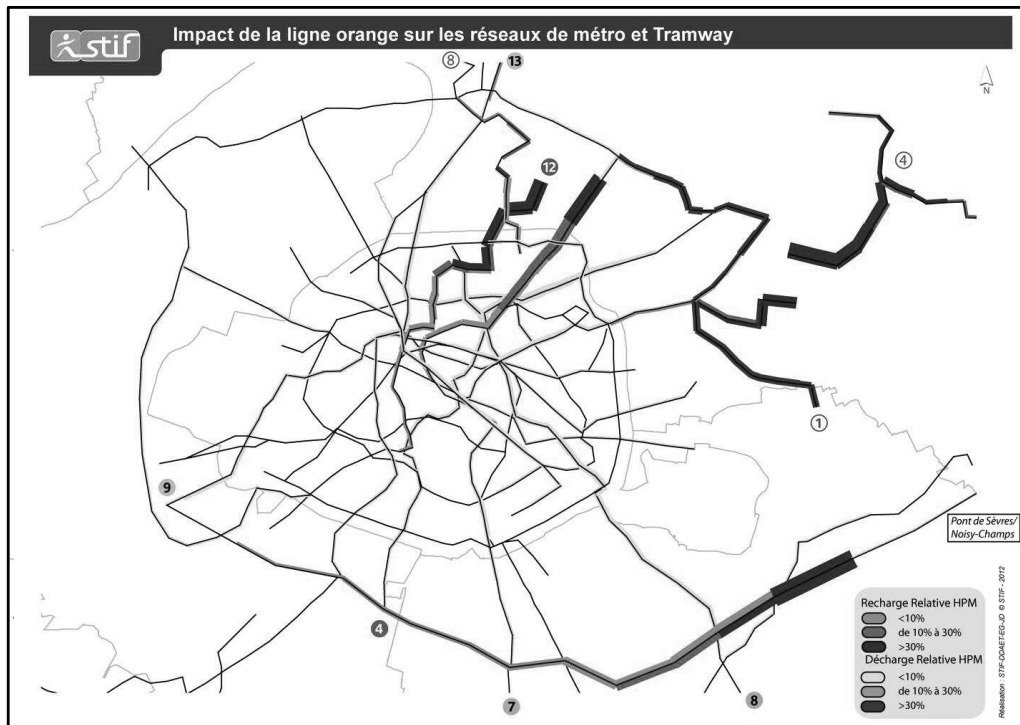 stif
Impact de la ligne orange sur les réseaux de métro et Tramway
8
13
N
12
4
1
9
Pont de Sèvres/
Noisy-Champs
4
7
8
Recharge Relative HPM
<10%
de 10% à 30%
>30%
Décharge Relative HPM
<10%
de 10% à 30%
>30%
Réalisation : STIF-DDAET-EG-JD © STIF - 2012